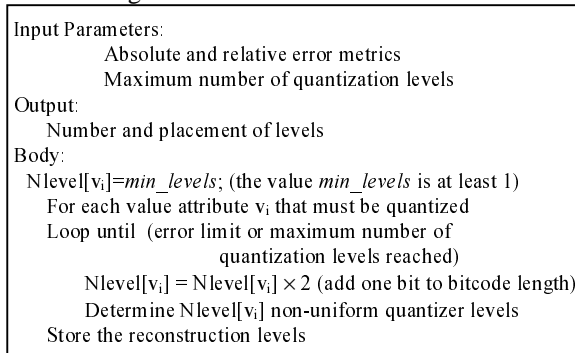 Input Parameters:
Absolute and relative error metrics
Maximum number of quantization levels
Output:
Number and placement of levels
Body:
Nlevel[vi]=min_levels; (the value min_levels is at least 1)
For each value attribute vi that must be quantized
Loop until (error limit or maximum number of
quantization levels reached)
Nlevel[vi] = Nlevel[vi] × 2 (add one bit to bitcode length)
Determine Nlevel[vi] non-uniform quantizer levels
Store the reconstruction levels